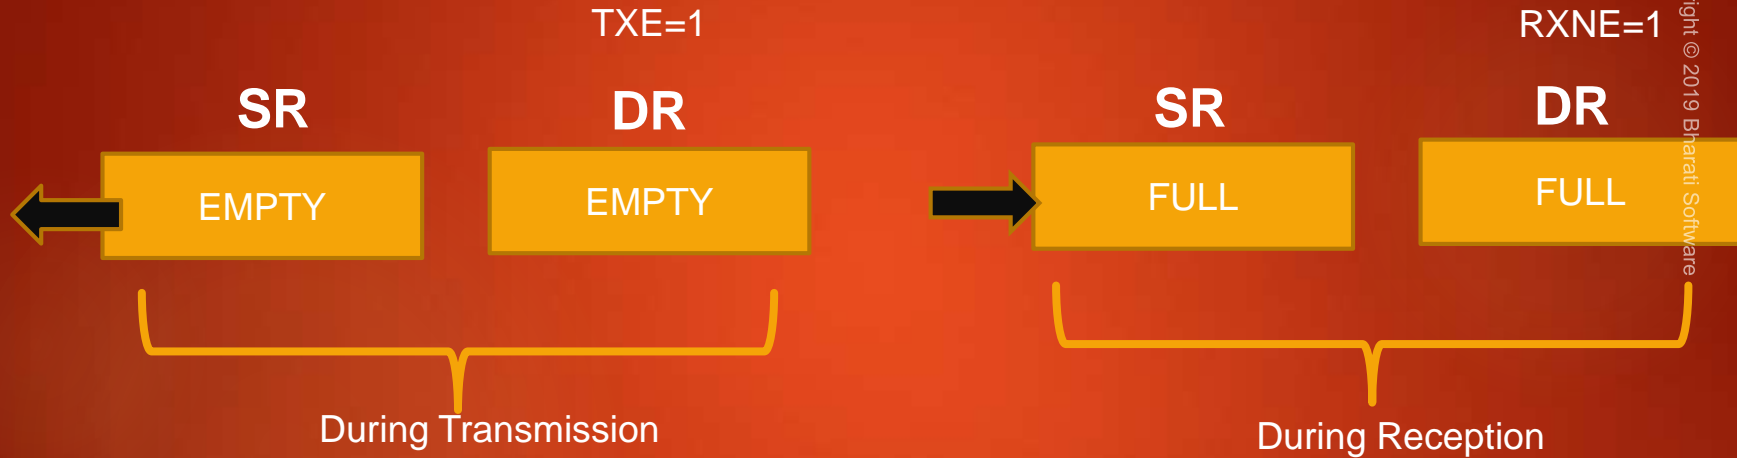 TXE=1
SR
DR
EMPTY
EMPTY
During Transmission
RXNE=1
SR
DR
FULL
FULL
During Reception
© 2019 Bharati Software